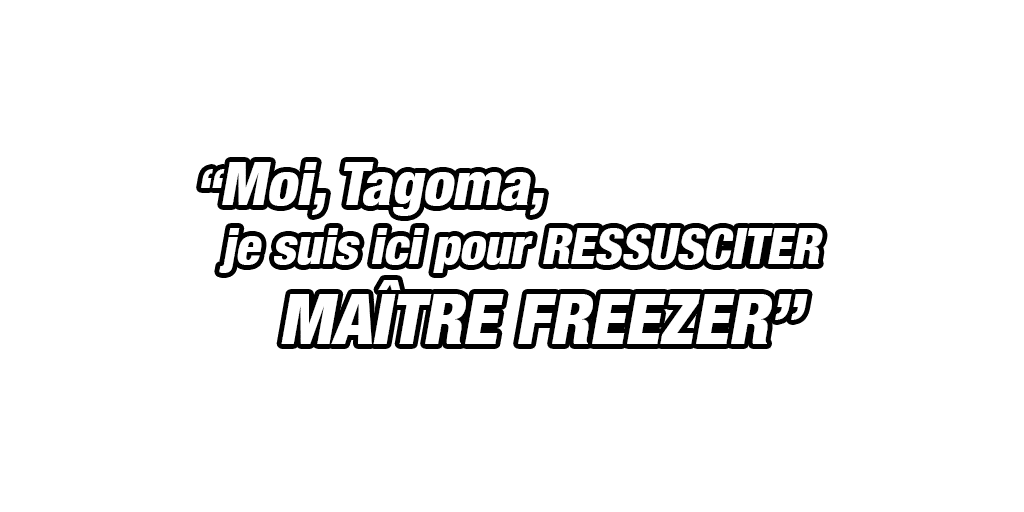 “Moi, Tagoma,
je suis ici pour RESSUSCITER
MAÎTRE FREEZER”